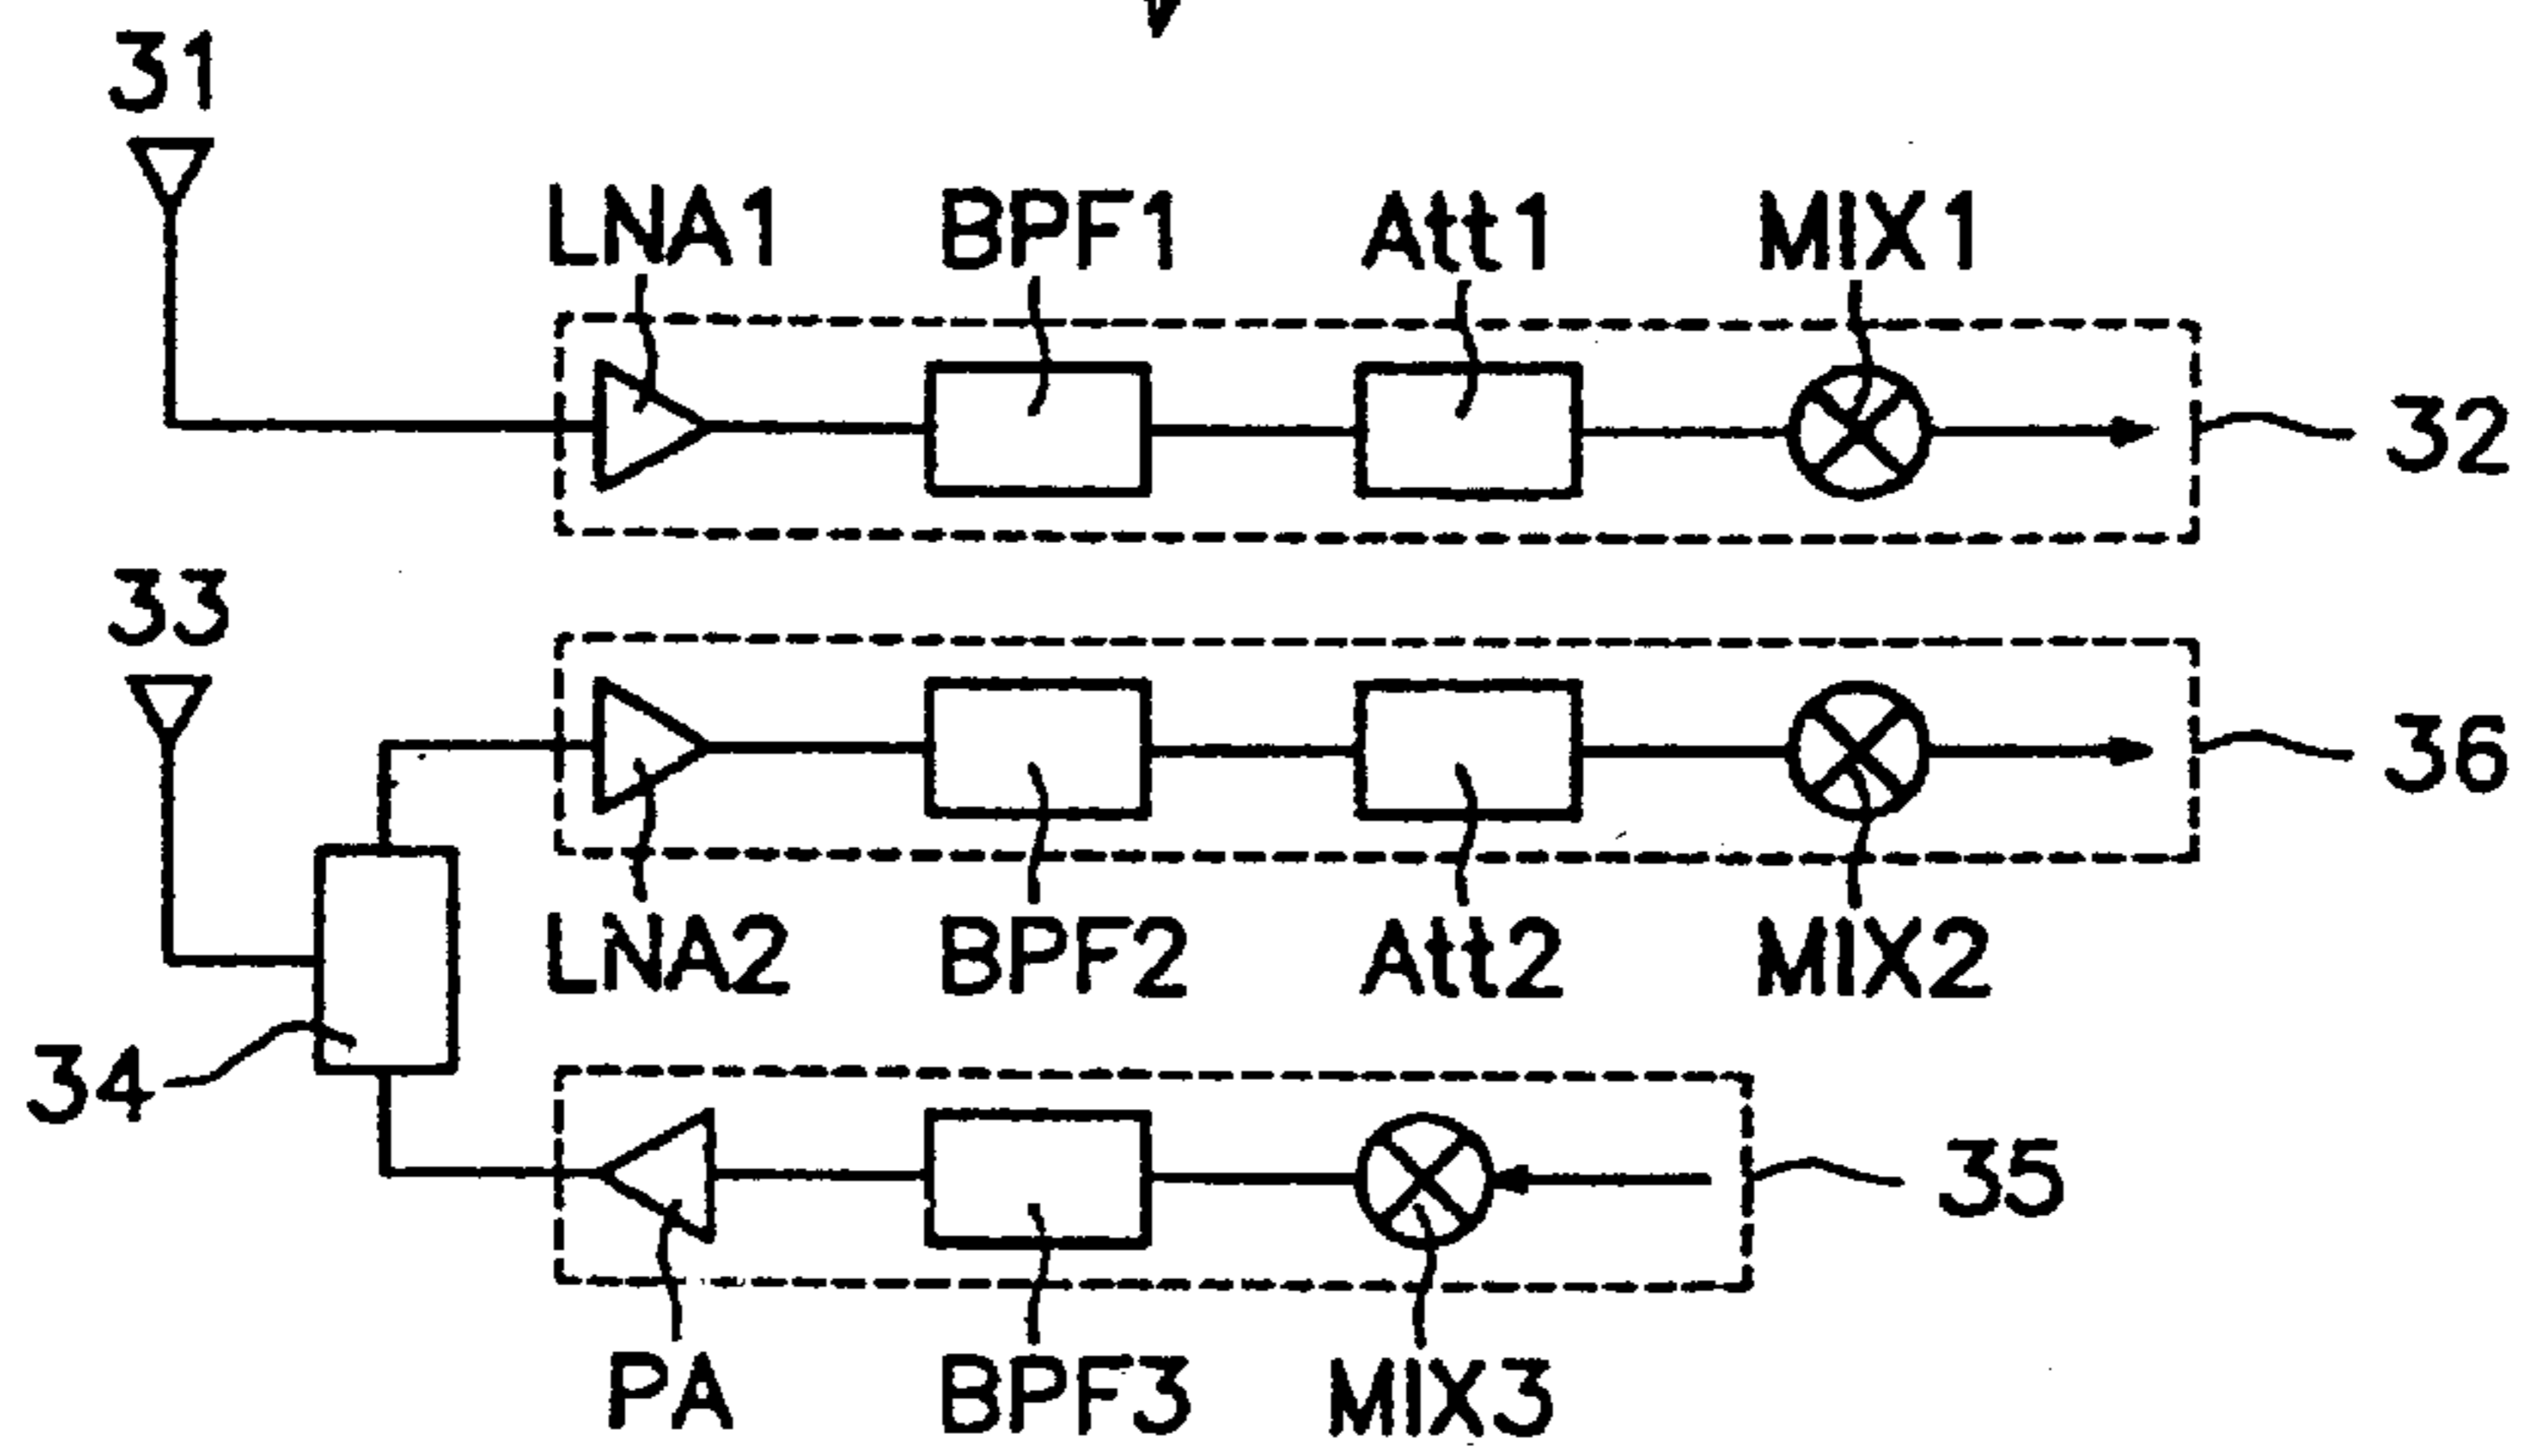 31
LNA1 BPF1 Att1 MIX1
32
33
36
LNA2 BPF2 Att2 MIX2
34
35
PA BPF3 MIX3